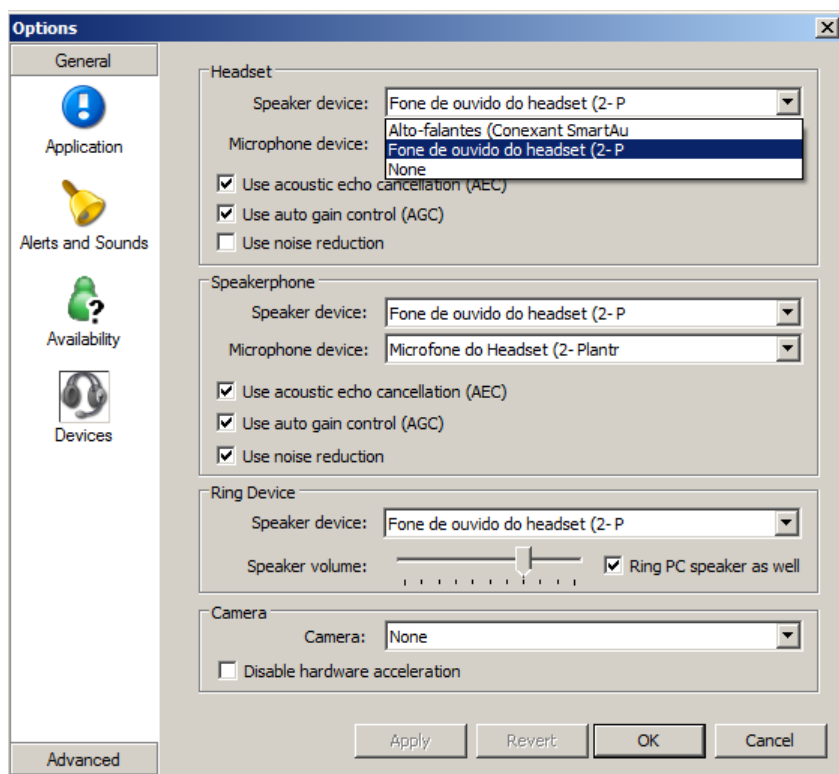 Options
General
Application
Alerts and Sounds
Availability
Devices
Advanced
Headset
Speaker device: Fone de ouvido do headset (2- P
Alto-falantes (Conexant SmartAu
Fone de ouvido do headset (2- P
None
Microphone device:
Use acoustic echo cancellation (AEC)
Use auto gain control (AGC)
Use noise reduction
Speakerphone
Speaker device: Fone de ouvido do headset (2- P
Microphone device: Microfone do Headset (2- Plantr
Use acoustic echo cancellation (AEC)
Use auto gain control (AGC)
Use noise reduction
Ring Device
Speaker device: Fone de ouvido do headset (2- P
Speaker volume: Ring PC speaker as well
Camera
Camera: None
Disable hardware acceleration
Apply Revert OK Cancel